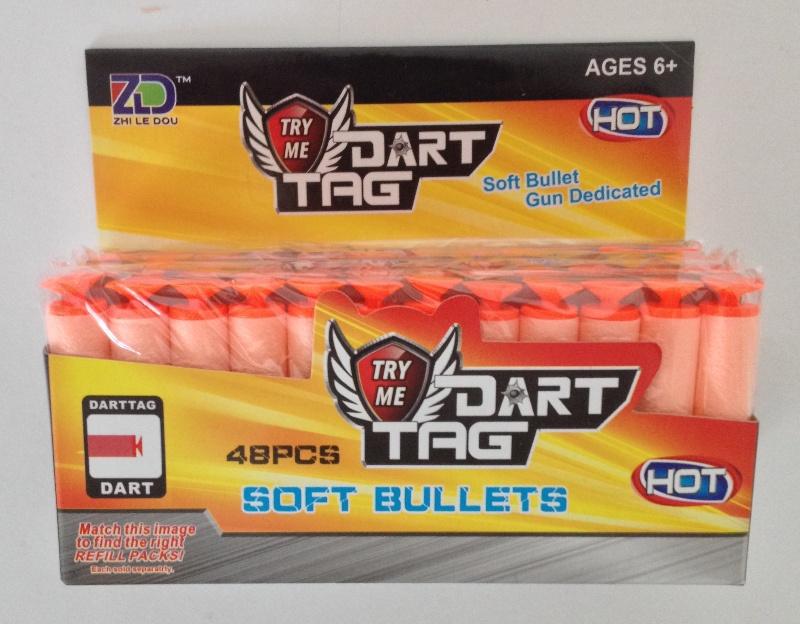 ZD™
ZHI LE DOU
AGES 6+
HOT
TRY
ME
DART
TAG
Soft Bullet
Gun Dedicated
TRY
ME
DART
TAG
DARTTAG
DART
48PCS
SOFT BULLETS
HOT
Match this image
to find the right
REFILL PACKS!
Each sold separately.